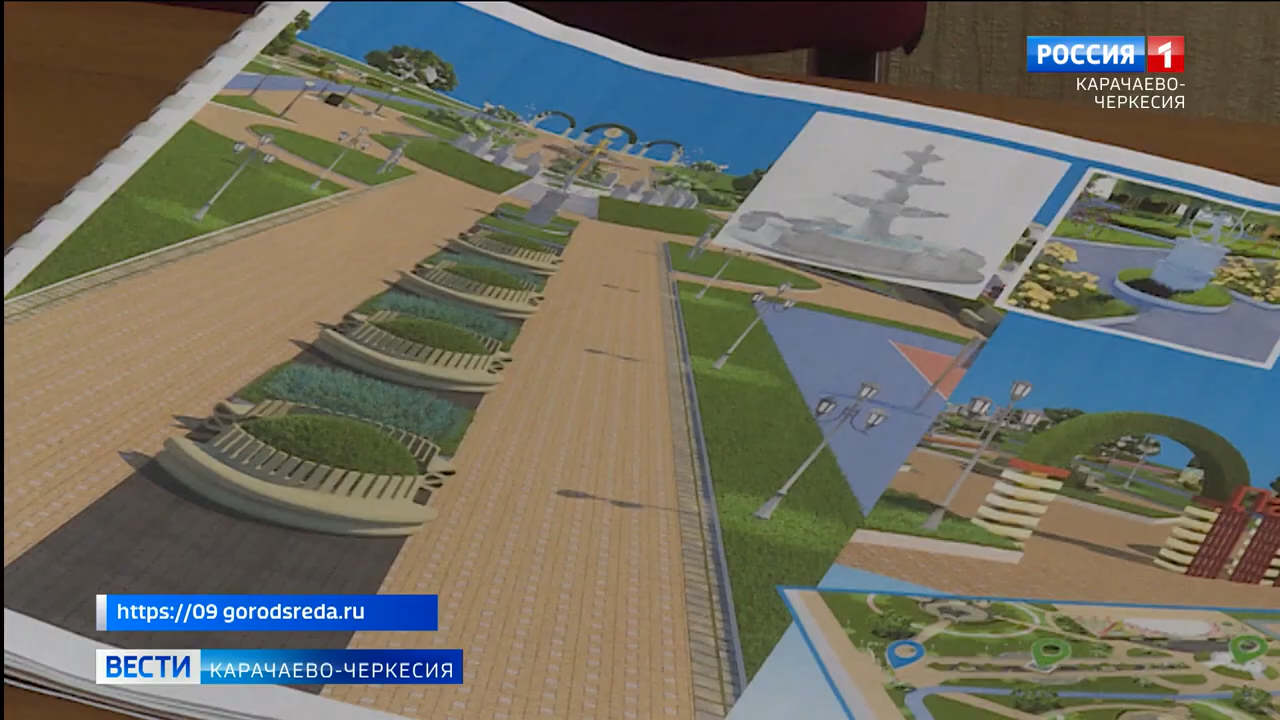 РОССИЯ 1
КАРАЧАЕВО-
ЧЕРКЕСИЯ
https://09 gorodsreda.ru
ВЕСТИ КАРАЧАЕВО-ЧЕРКЕСИЯ